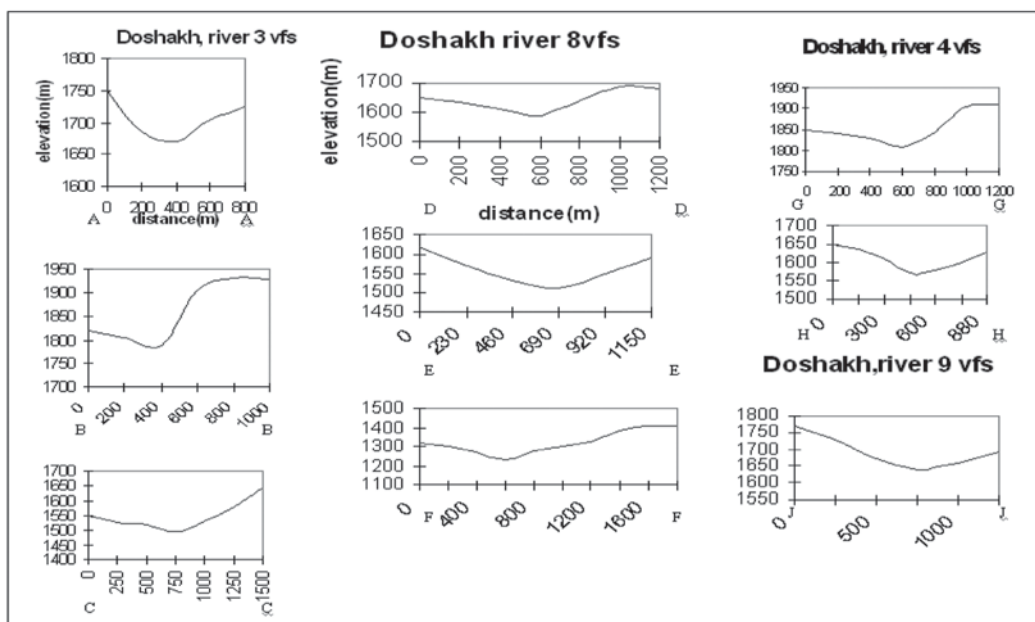 Doshakh, river 3 vfs
elevation(m)
1800
1750
1700
1650
1600
0 200 400 600 800
A distance(m) A
1950
1900
1850
1800
1750
1700
0 200 400 600 800 1000
B B
1700
1650
1600
1550
1500
1450
1400
0 250 500 750 1000 1250 1500
C C
Doshakh river 8vfs
elevation(m)
1700
1600
1500
0 200 400 600 800 1000 1200
D distance(m) D
1650
1600
1550
1500
1450
0 230 460 690 920 1150
E E
1500
1400
1300
1200
1100
0 400 800 1200 1600
F F
Doshakh, river 4 vfs
1950
1900
1850
1800
1750
0 200 400 600 800 1000 1200
G G
1700
1650
1600
1550
1500
0 300 600 880
H H
Doshakh,river 9 vfs
1800
1750
1700
1650
1600
1550
0 500 1000
J J